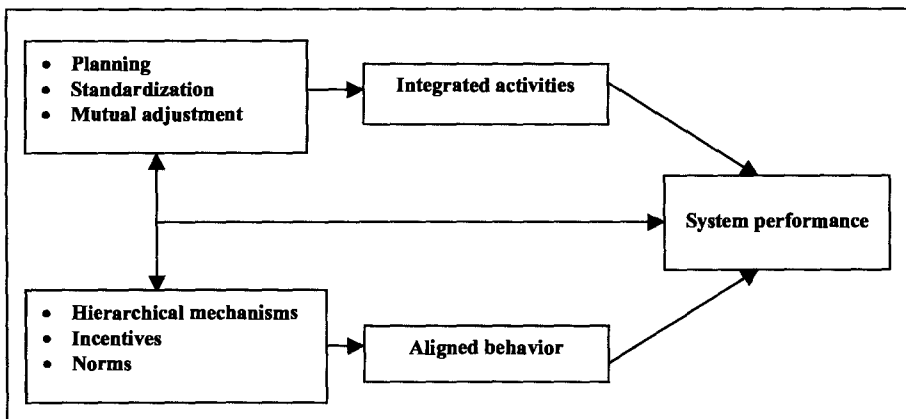 • Planning
• Standardization
• Mutual adjustment
Integrated activities
System performance
• Hierarchical mechanisms
• Incentives
• Norms
Aligned behavior